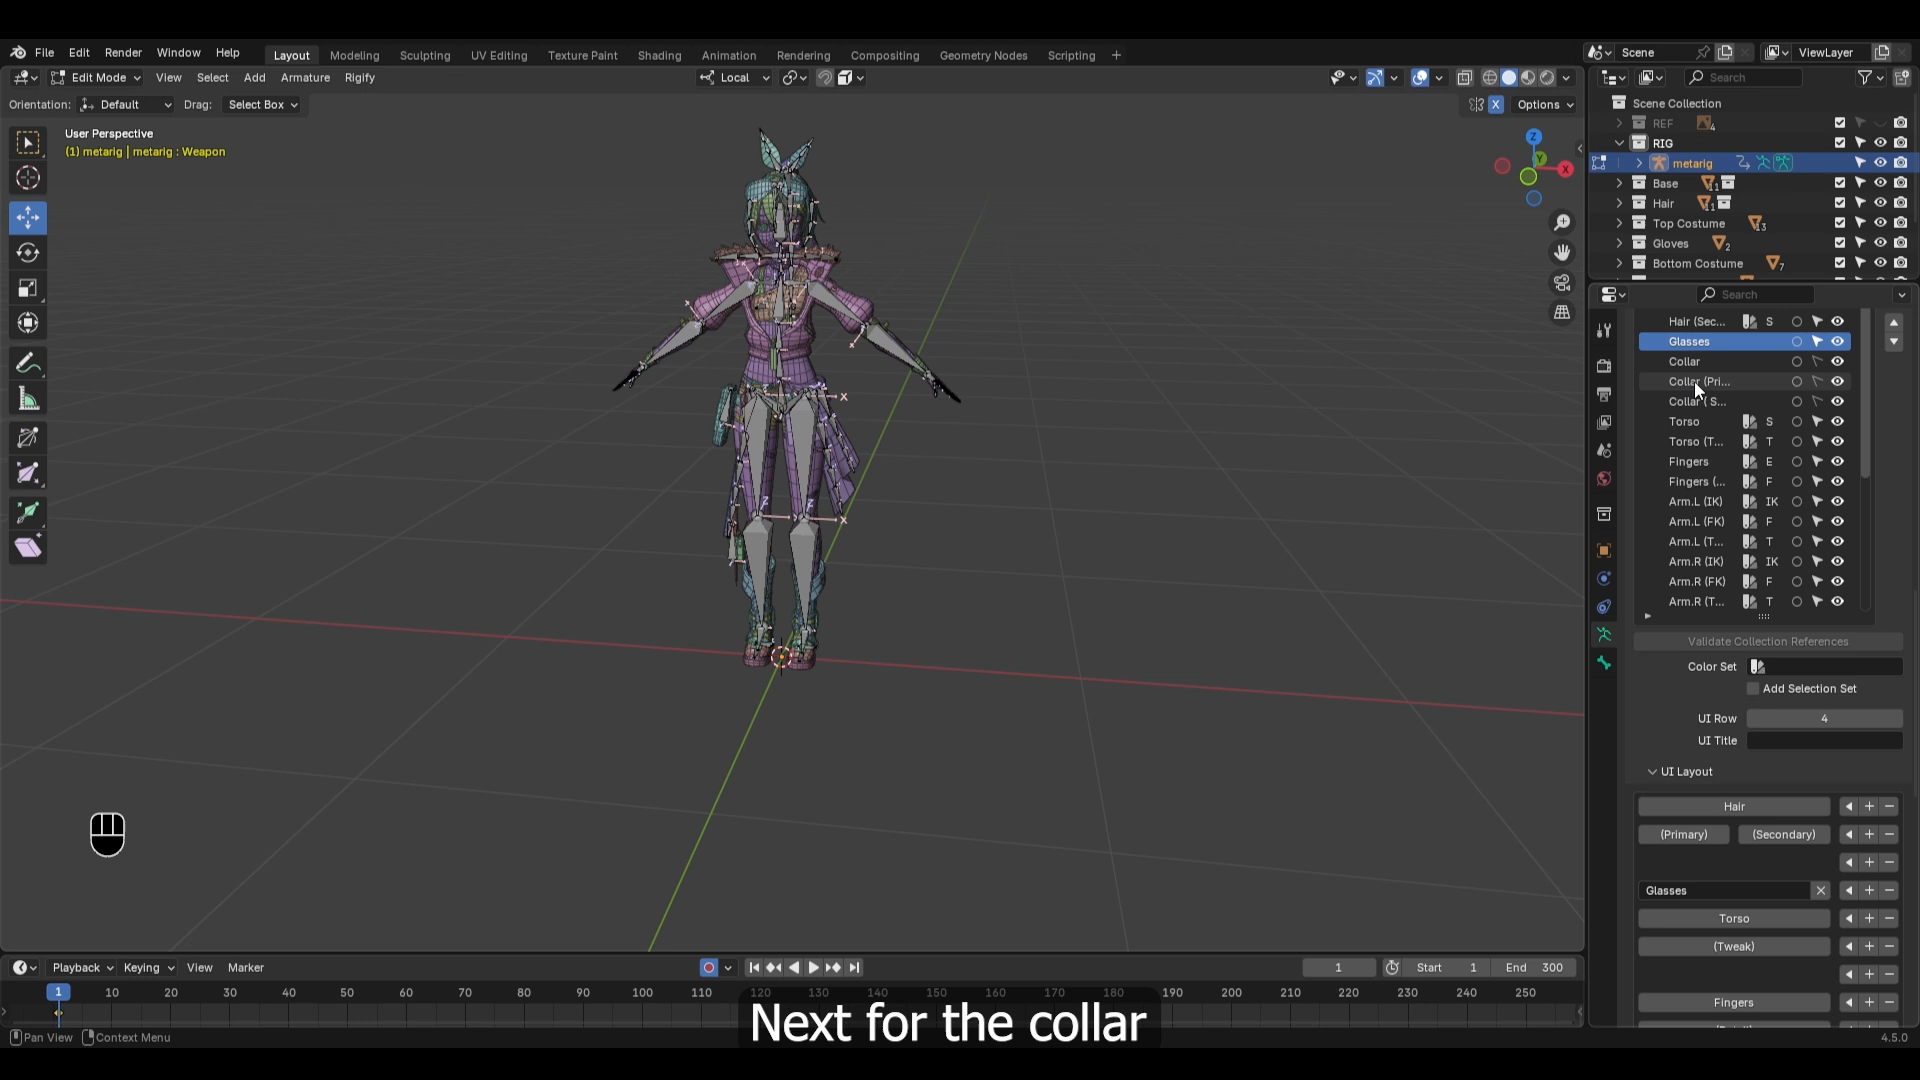 File Edit Render Window Help Layout Modeling Sculpting UV Editing Texture Paint Shading Animation Rendering Compositing Geometry Nodes Scripting + Scene ViewLayer
Edit Mode View Select Add Armature Rigify Local Search
Orientation: Default Drag: Select Box X Options
User Perspective
(1) metarig | metarig : Weapon
Z
Y
X
Scene Collection
REF 4
RIG
metarig
Base 11
Hair 11
Top Costume 13
Gloves 2
Bottom Costume 7
Search
Hair (Sec... S
Glasses
Collar
Collar (Pri...
Collar ( S...
Torso S
Torso (T... T
Fingers E
Fingers (... F
Arm.L (IK) IK
Arm.L (FK) F
Arm.L (T... T
Arm.R (IK) IK
Arm.R (FK) F
Arm.R (T... T
Validate Collection References
Color Set
Add Selection Set
UI Row 4
UI Title
UI Layout
Hair
(Primary) (Secondary)
Glasses
Torso
(Tweak)
Fingers
Playback Keying View Marker 1 Start 1 End 300
1 10 20 30 40 50 60 70 80 90 100 110 120 130 140 150 160 170 180 190 200 210 220 230 240 250
Next for the collar
Pan View Context Menu 4.5.0